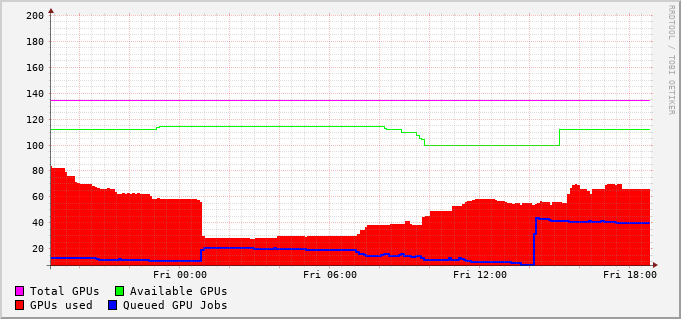 200
180
160
140
120
100
80
60
40
20
Fri 00:00 Fri 06:00 Fri 12:00 Fri 18:00
Total GPUs Available GPUs
GPUs used Queued GPU Jobs
RRDTOOL / TOBI OETIKER